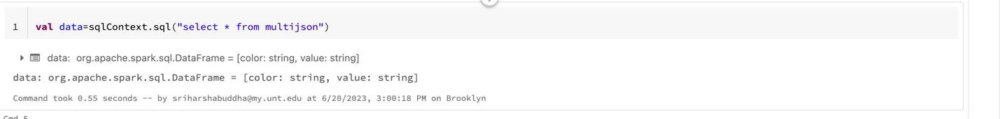 1 val data=sqlContext.sql("select * from multijson")
data: org.apache.spark.sql.DataFrame = [color: string, value: string]
data: org.apache.spark.sql.DataFrame = [color: string, value: string]
Command took 0.55 seconds -- by sriharshabuddha@my.unt.edu at 6/20/2023, 3:00:18 PM on Brooklyn
Cmd 5